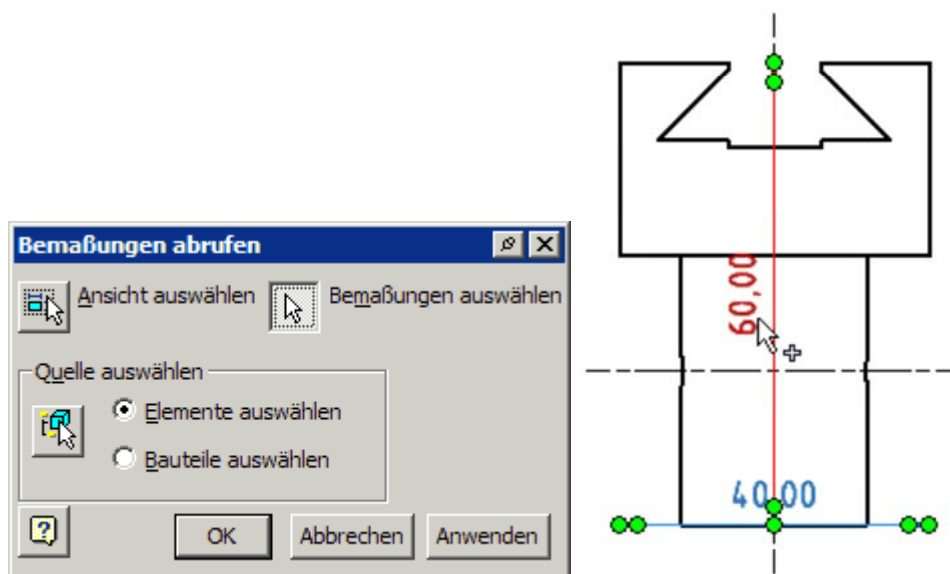 Bemaßungen abrufen
Ansicht auswählen
Bemaßungen auswählen
Quelle auswählen
Elemente auswählen
Bauteile auswählen
?
OK
Abbrechen
Anwenden
60,00
40,00